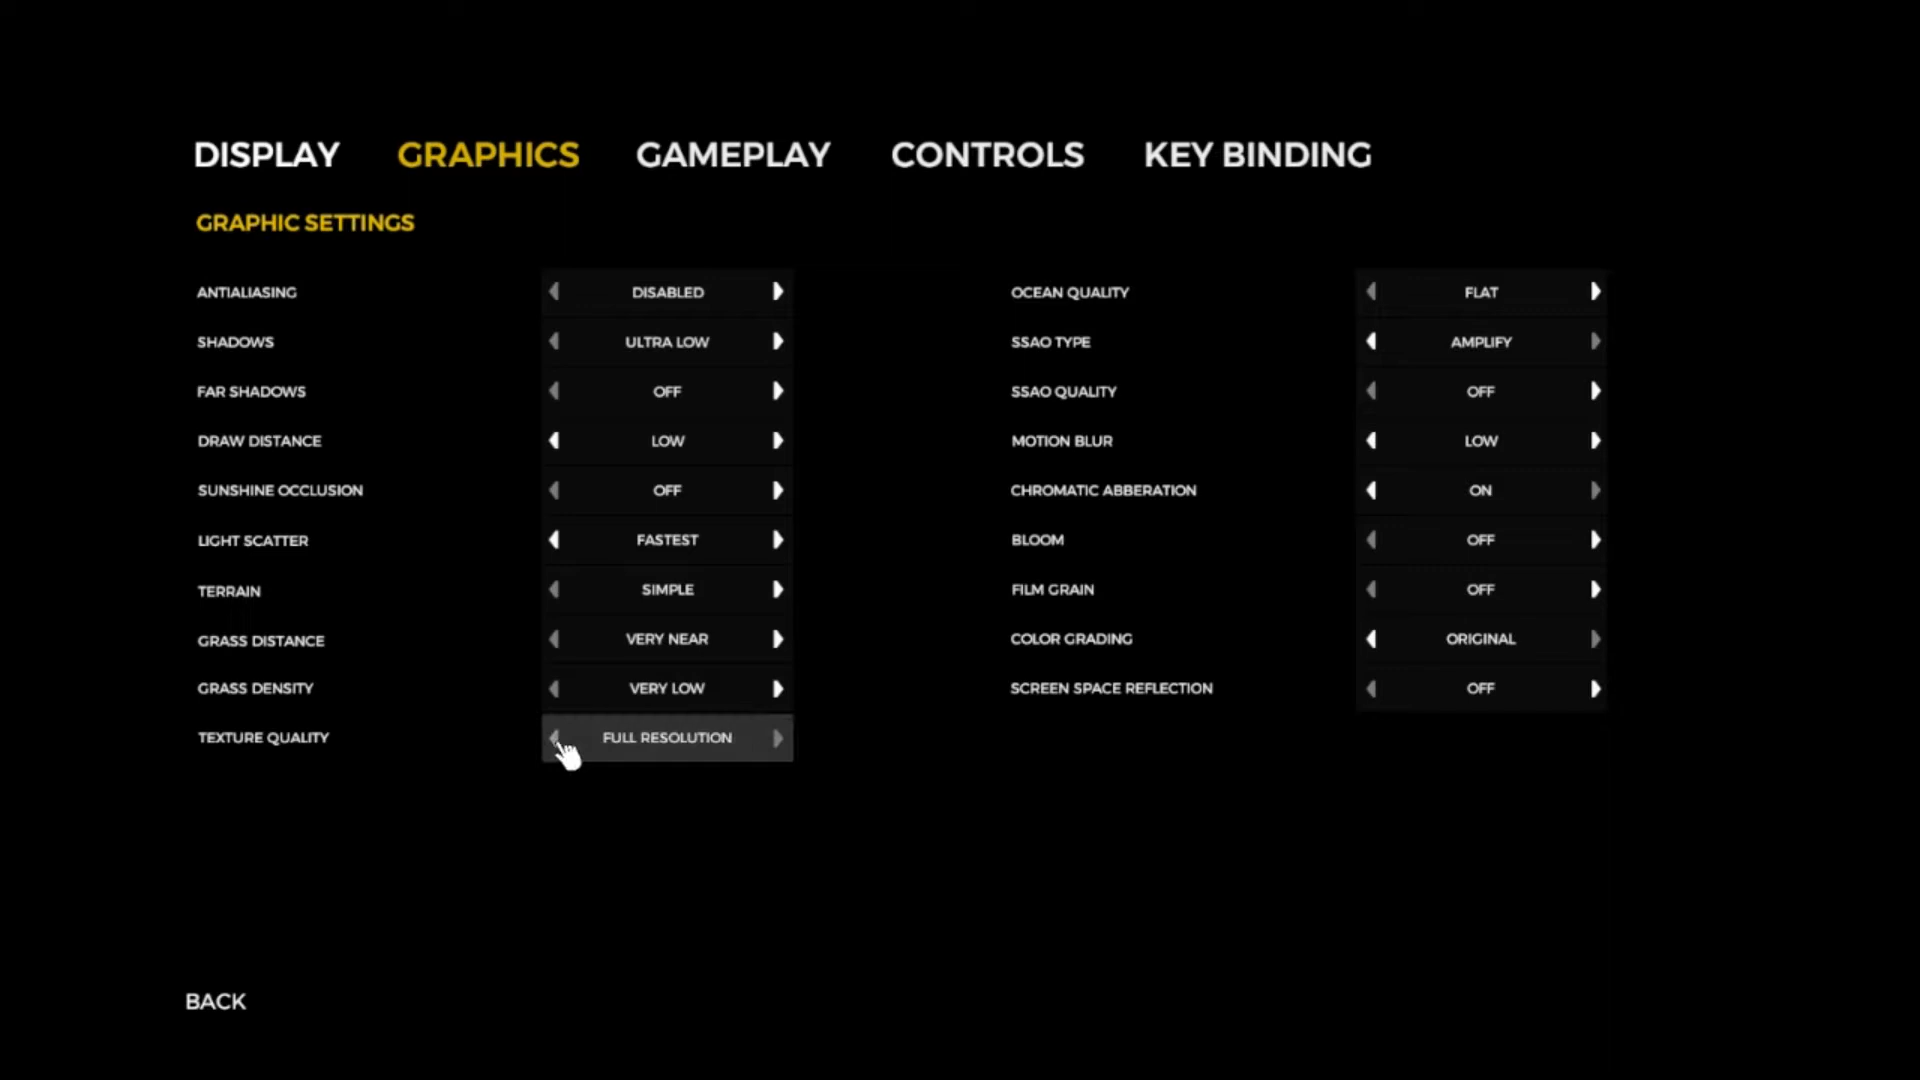 DISPLAY GRAPHICS GAMEPLAY CONTROLS KEY BINDING
GRAPHIC SETTINGS
ANTIALIASING DISABLED
SHADOWS ULTRA LOW
FAR SHADOWS OFF
DRAW DISTANCE LOW
SUNSHINE OCCLUSION OFF
LIGHT SCATTER FASTEST
TERRAIN SIMPLE
GRASS DISTANCE VERY NEAR
GRASS DENSITY VERY LOW
TEXTURE QUALITY FULL RESOLUTION
OCEAN QUALITY FLAT
SSAO TYPE AMPLIFY
SSAO QUALITY OFF
MOTION BLUR LOW
CHROMATIC ABBERATION ON
BLOOM OFF
FILM GRAIN OFF
COLOR GRADING ORIGINAL
SCREEN SPACE REFLECTION OFF
BACK